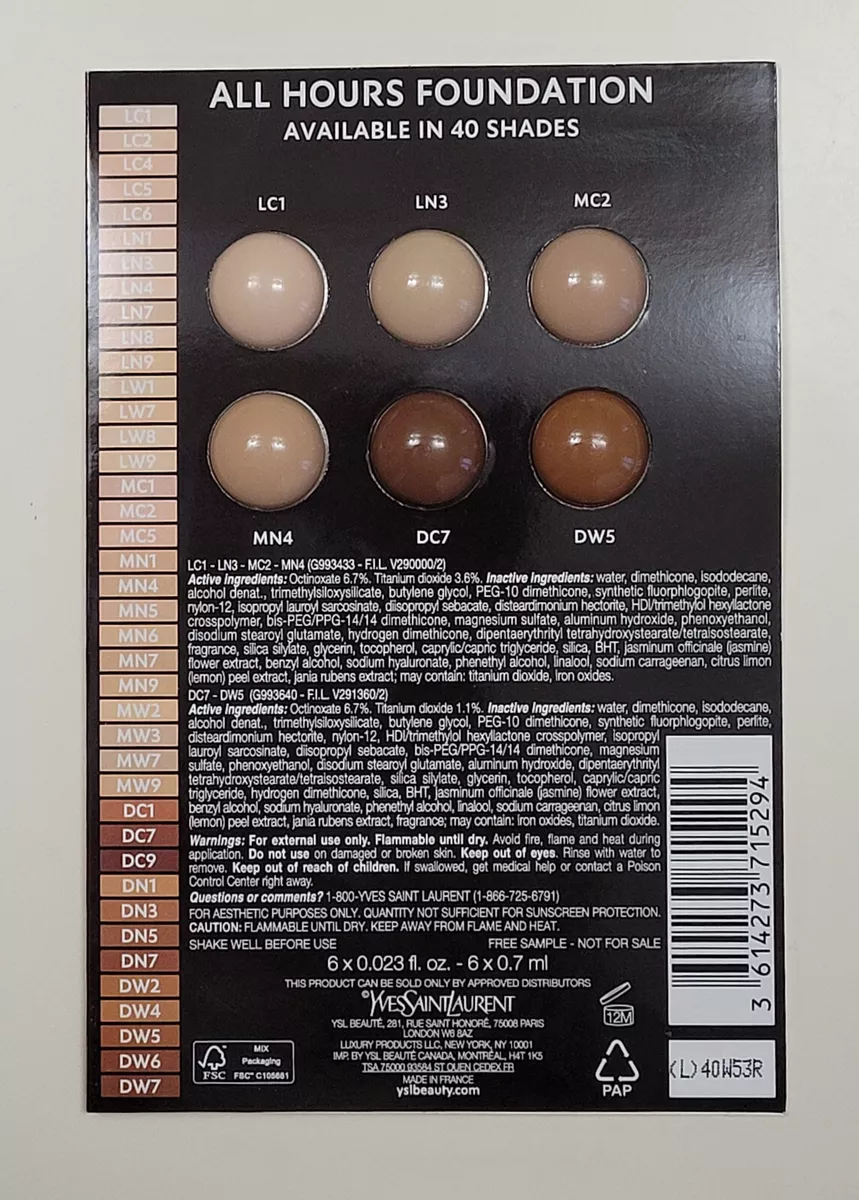 ALL HOURS FOUNDATION
AVAILABLE IN 40 SHADES
LC1
LC2
LC4
LC5
LC6
LN1
LN3
LN4
LN7
LN8
LN9
LW1
LW7
LW8
LW9
MC1
MC2
MC5
MN1
MN4
MN5
MN6
MN7
MN9
MW2
MW3
MW7
MW9
DC1
DC7
DC9
DN1
DN3
DN5
DN7
DW2
DW4
DW5
DW6
DW7
LC1 LN3 MC2
MN4 DC7 DW5
LC1 - LN3 - MC2 - MN4 (G993433 - F.I.L. V290000/2)
Active ingredients: Octinoxate 6.7%. Titanium dioxide 3.6%. Inactive ingredients: water, dimethicone, isododecane,
alcohol denat., trimethylsiloxysilicate, butylene glycol, PEG-10 dimethicone, synthetic fluorphlogopite, perlite,
nylon-12, isopropyl lauroyl sarcosinate, diisopropyl sebacate, disteardimonium hectorite, HDI/trimethylol hexyllactone
crosspolymer, bis-PEG/PPG-14/14 dimethicone, magnesium sulfate, aluminum hydroxide, phenoxyethanol,
disodium stearoyl glutamate, hydrogen dimethicone, dipentaerythrityl tetrahydroxystearate/tetraisostearate,
fragrance, silica silylate, glycerin, tocopherol, caprylic/capric triglyceride, silica, BHT, jasminum officinale (jasmine)
flower extract, benzyl alcohol, sodium hyaluronate, phenethyl alcohol, linalool, sodium carrageenan, citrus limon
(lemon) peel extract, jania rubens extract; may contain: titanium dioxide, iron oxides.
DC7 - DW5 (G993640 - F.I.L. V291360/2)
Active ingredients: Octinoxate 6.7%. Titanium dioxide 1.1%. Inactive ingredients: water, dimethicone, isododecane,
alcohol denat., trimethylsiloxysilicate, butylene glycol, PEG-10 dimethicone, synthetic fluorphlogopite, perlite,
disteardimonium hectorite, nylon-12, HDI/trimethylol hexyllactone crosspolymer, isopropyl
lauroyl sarcosinate, diisopropyl sebacate, bis-PEG/PPG-14/14 dimethicone, magnesium
sulfate, phenoxyethanol, disodium stearoyl glutamate, aluminum hydroxide, dipentaerythrityl
tetrahydroxystearate/tetraisostearate, silica silylate, glycerin, tocopherol, caprylic/capric
triglyceride, hydrogen dimethicone, silica, BHT, jasminum officinale (jasmine) flower extract,
benzyl alcohol, sodium hyaluronate, phenethyl alcohol, linalool, sodium carrageenan, citrus limon
(lemon) peel extract, jania rubens extract, fragrance; may contain: iron oxides, titanium dioxide.
Warnings: For external use only. Flammable until dry. Avoid fire, flame and heat during
application. Do not use on damaged or broken skin. Keep out of eyes. Rinse with water to
remove. Keep out of reach of children. If swallowed, get medical help or contact a Poison
Control Center right away.
Questions or comments? 1-800-YVES SAINT LAURENT (1-866-725-6791)
FOR AESTHETIC PURPOSES ONLY. QUANTITY NOT SUFFICIENT FOR SUNSCREEN PROTECTION.
CAUTION: FLAMMABLE UNTIL DRY. KEEP AWAY FROM FLAME AND HEAT.
SHAKE WELL BEFORE USE FREE SAMPLE - NOT FOR SALE
6 x 0.023 fl. oz. - 6 x 0.7 ml
THIS PRODUCT CAN BE SOLD ONLY BY APPROVED DISTRIBUTORS
©YVESSAINTLAURENT
YSL BEAUTÉ, 281, RUE SAINT HONORÉ, 75008 PARIS
LONDON W6 8AZ
LUXURY PRODUCTS LLC, NEW YORK, NY 10001
IMP. BY YSL BEAUTÉ CANADA, MONTRÉAL, H4T 1K5
TSA 75000 93584 ST OUEN CEDEX FR
MADE IN FRANCE
yslbeauty.com
FSC
MIX
Packaging
FSC™ C105681
12M
PAP
3 614273 715294
(L)40W53R